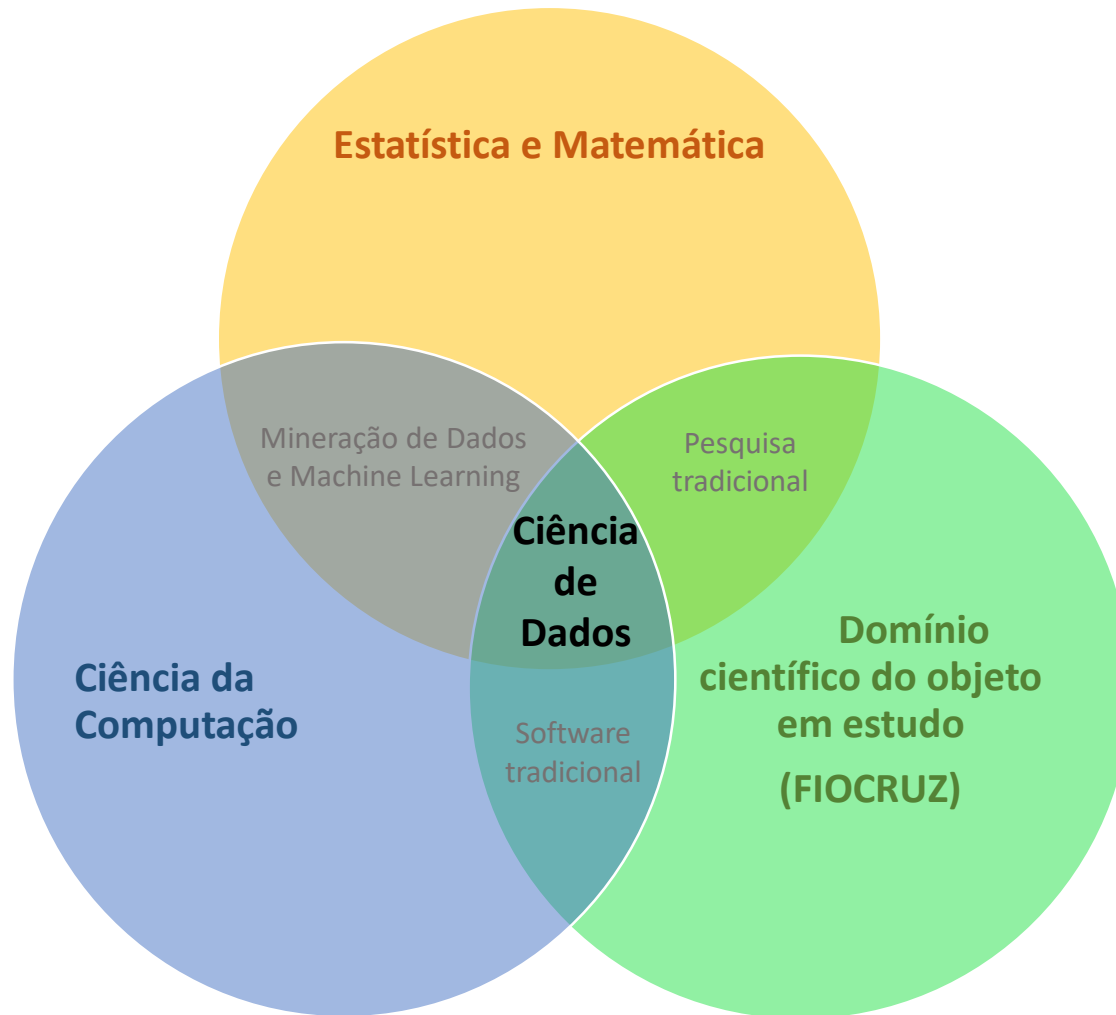 Estatística e Matemática
Mineração de Dados
e Machine Learning
Pesquisa
tradicional
Ciência
de
Dados
Ciência da
Computação
Domínio
científico do objeto
em estudo
(FIOCRUZ)
Software
tradicional